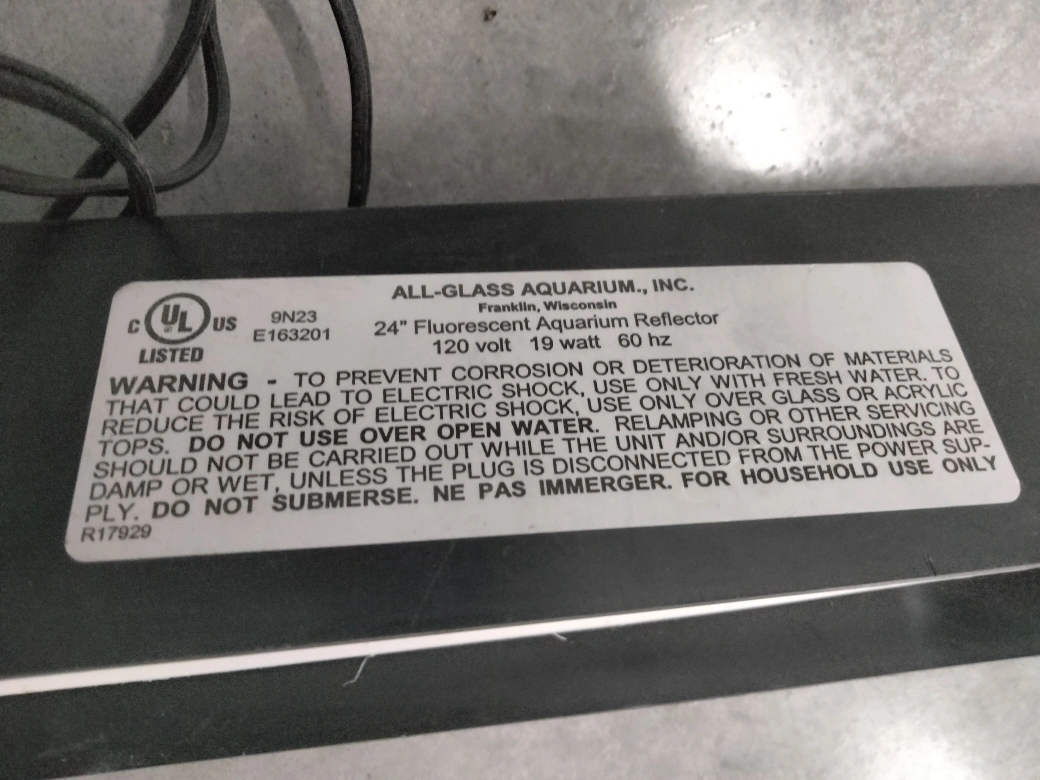 ALL-GLASS AQUARIUM., INC.
Franklin, Wisconsin
24" Fluorescent Aquarium Reflector
120 volt 19 watt 60 hz
C UL US
LISTED
9N23
E163201
WARNING - TO PREVENT CORROSION OR DETERIORATION OF MATERIALS
THAT COULD LEAD TO ELECTRIC SHOCK, USE ONLY WITH FRESH WATER. TO
REDUCE THE RISK OF ELECTRIC SHOCK, USE ONLY OVER GLASS OR ACRYLIC
TOPS. DO NOT USE OVER OPEN WATER. RELAMPING OR OTHER SERVICING
SHOULD NOT BE CARRIED OUT WHILE THE UNIT AND/OR SURROUNDINGS ARE
DAMP OR WET, UNLESS THE PLUG IS DISCONNECTED FROM THE POWER SUP-
PLY. DO NOT SUBMERSE. NE PAS IMMERGER. FOR HOUSEHOLD USE ONLY
R17929